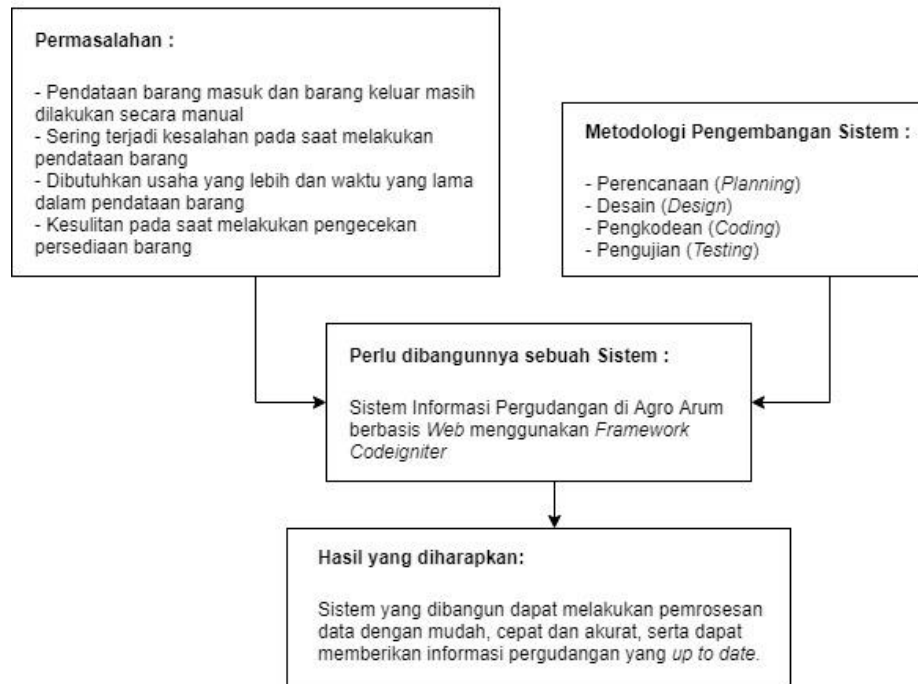 Permasalahan :
- Pendataan barang masuk dan barang keluar masih
dilakukan secara manual
- Sering terjadi kesalahan pada saat melakukan
pendataan barang
- Dibutuhkan usaha yang lebih dan waktu yang lama
dalam pendataan barang
- Kesulitan pada saat melakukan pengecekan
persediaan barang
Metodologi Pengembangan Sistem :
- Perencanaan (Planning)
- Desain (Design)
- Pengkodean (Coding)
- Pengujian (Testing)
Perlu dibangunnya sebuah Sistem :
Sistem Informasi Pergudangan di Agro Arum
berbasis Web menggunakan Framework
Codeigniter
Hasil yang diharapkan:
Sistem yang dibangun dapat melakukan pemrosesan
data dengan mudah, cepat dan akurat, serta dapat
memberikan informasi pergudangan yang up to date.